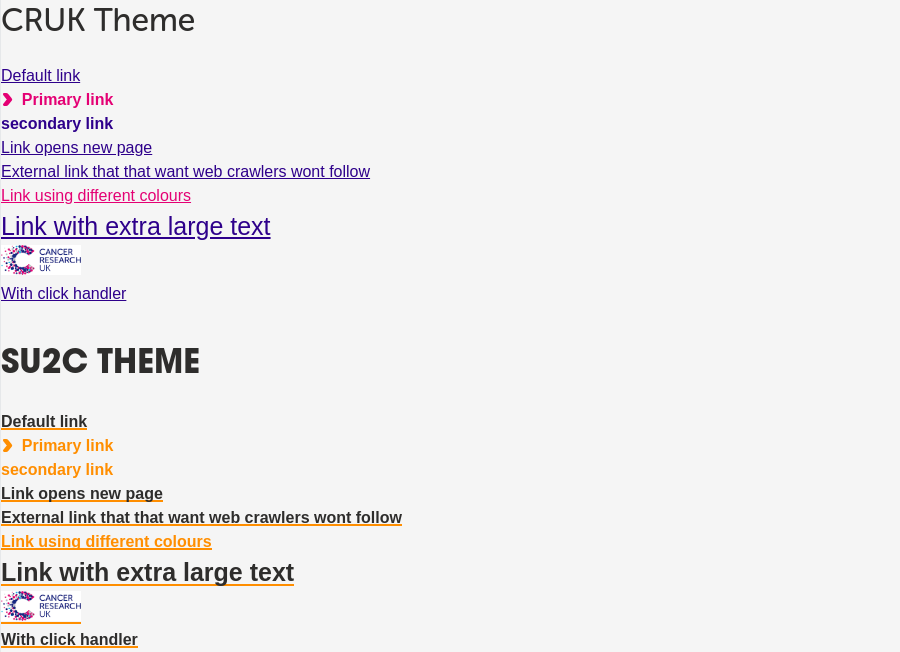 CRUK Theme
Default link
Primary link
secondary link
Link opens new page
External link that that want web crawlers wont follow
Link using different colours
Link with extra large text
CANCER
RESEARCH
UK
With click handler
SU2C THEME
Default link
Primary link
secondary link
Link opens new page
External link that that want web crawlers wont follow
Link using different colours
Link with extra large text
CANCER
RESEARCH
UK
With click handler